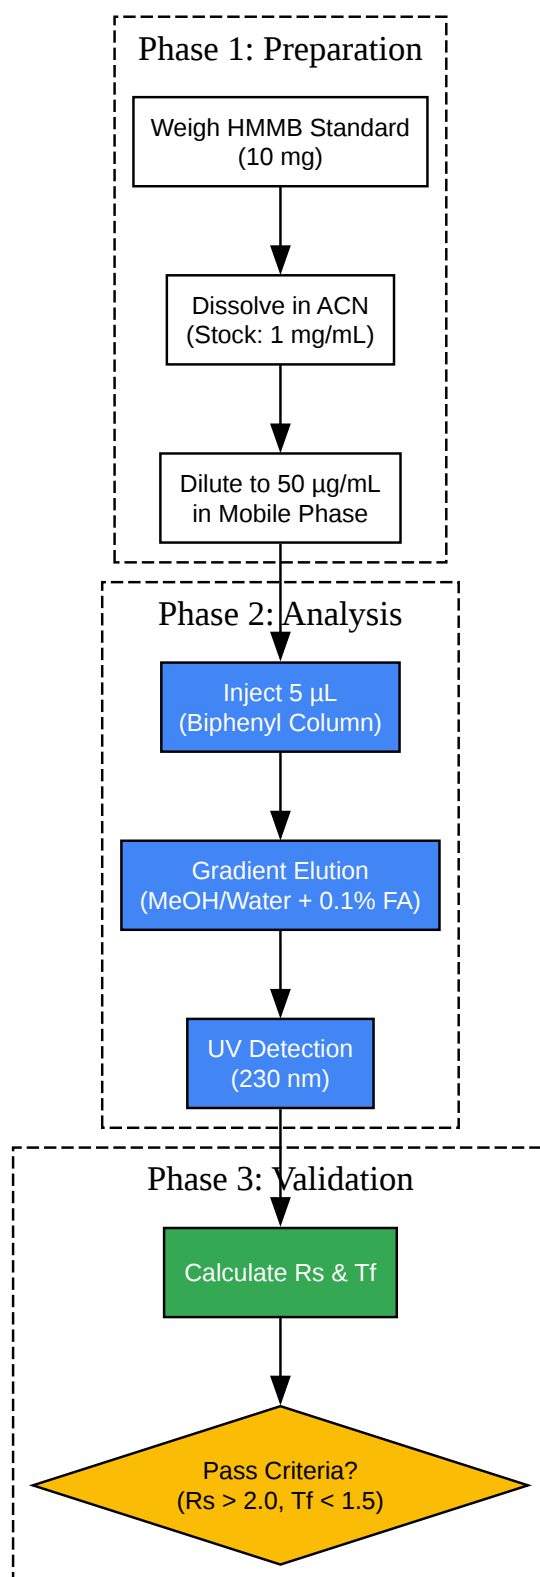 Phase 1: Preparation
Weigh HMMB Standard
(10 mg)
Dissolve in ACN
(Stock: 1 mg/mL)
Dilute to 50 µg/mL
in Mobile Phase
Phase 2: Analysis
Inject 5 µL
(Biphenyl Column)
Gradient Elution
(MeOH/Water + 0.1% FA)
UV Detection
(230 nm)
Phase 3: Validation
Calculate Rs & Tf
Pass Criteria?
(Rs > 2.0, Tf < 1.5)